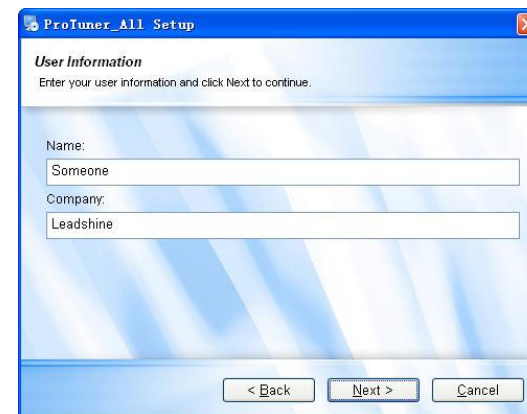 ProTuner_All Setup
User Information
Enter your user information and click Next to continue.
Name:
Someone
Company:
Leadshine
< Back Next > Cancel